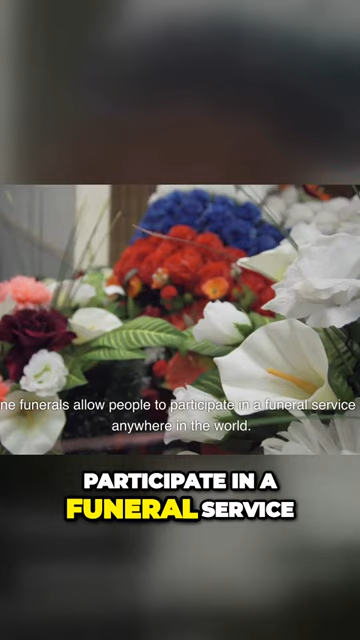 ne funerals allow people to participate in a funeral service
anywhere in the world.
PARTICIPATE IN A
FUNERAL SERVICE